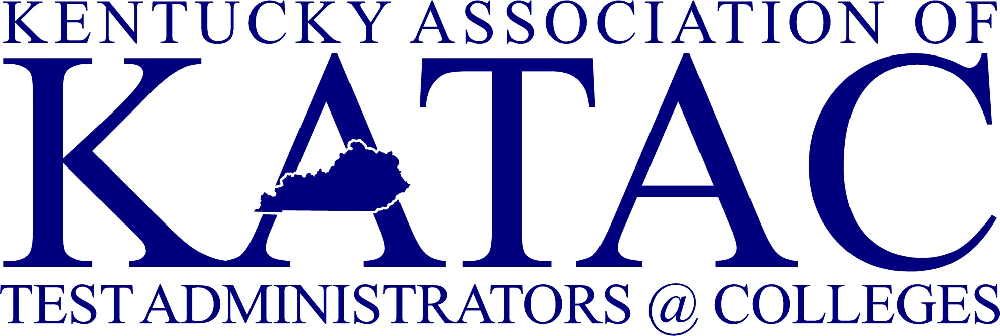 KENTUCKY ASSOCIATION OF
KATAC
TEST ADMINISTRATORS @ COLLEGES